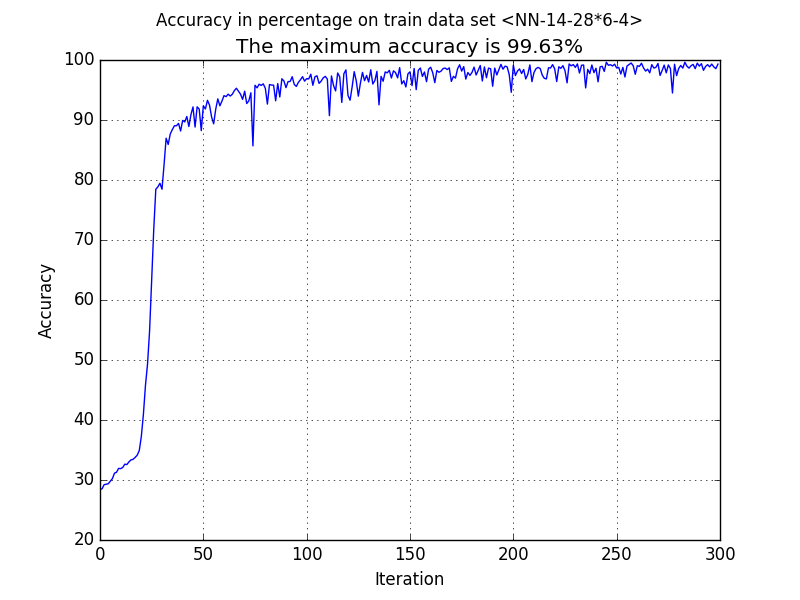 Accuracy in percentage on train data set <NN-14-28*6-4>
The maximum accuracy is 99.63%
100
90
80
70
60
50
40
30
20
Accuracy
0 50 100 150 200 250 300
Iteration